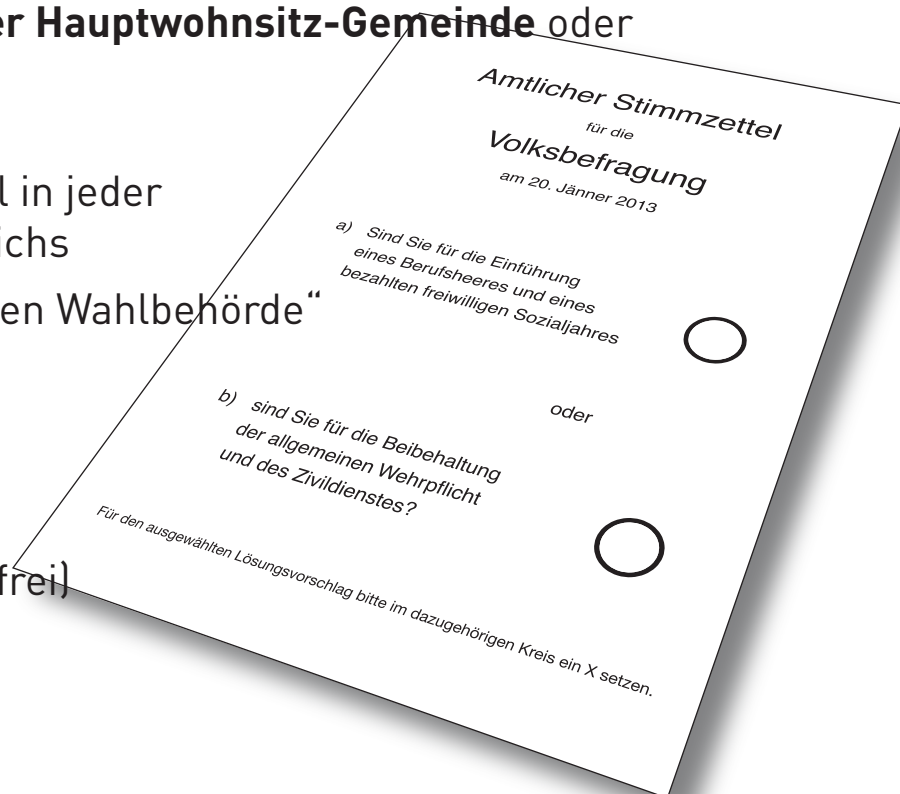 er Hauptwohnsitz-Gemeinde oder
l in jeder
ichs
en Wahlbehörde“
frei)
Amtlicher Stimmzettel
für die
Volksbefragung
am 20. Jänner 2013
a) Sind Sie für die Einführung
eines Berufsheeres und eines
bezahlten freiwilligen Sozialjahres
oder
b) sind Sie für die Beibehaltung
der allgemeinen Wehrpflicht
und des Zivildienstes?
Für den ausgewählten Lösungsvorschlag bitte im dazugehörigen Kreis ein X setzen.